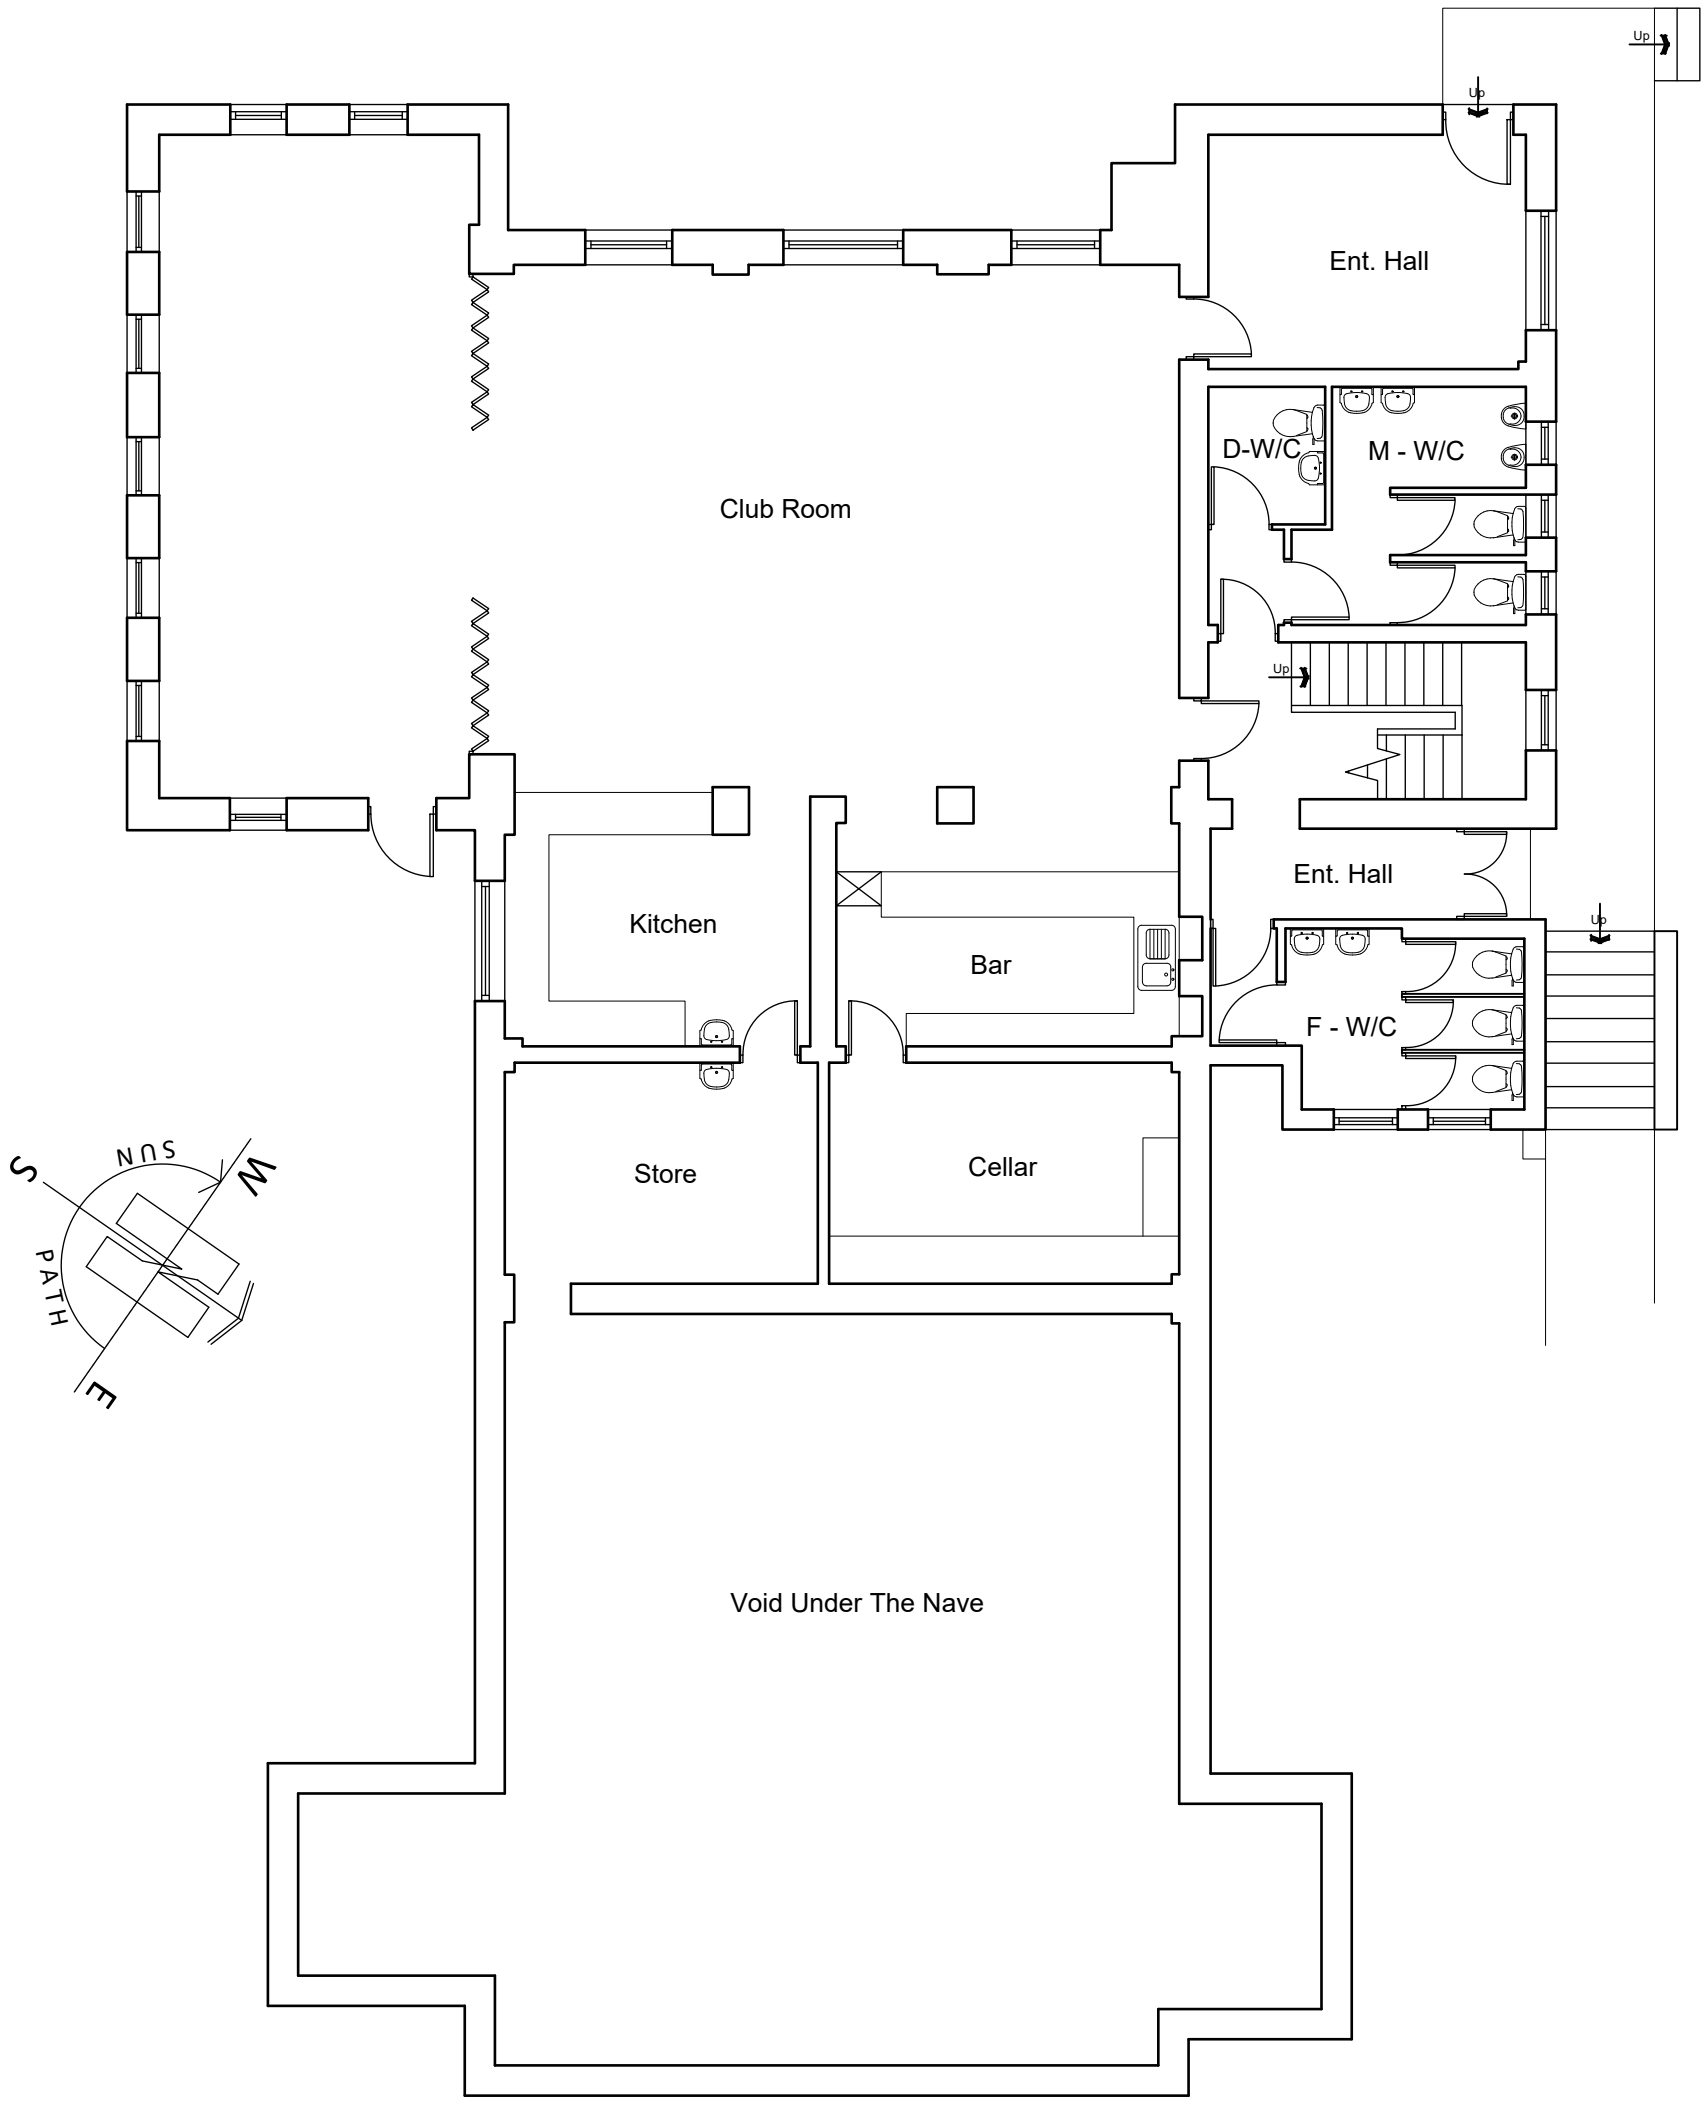 Up
Up
Ent. Hall
D-W/C
M - W/C
Club Room
Up
Ent. Hall
Up
Kitchen
Bar
F - W/C
SUN
S
W
Store
Cellar
PATH
E
Void Under The Nave